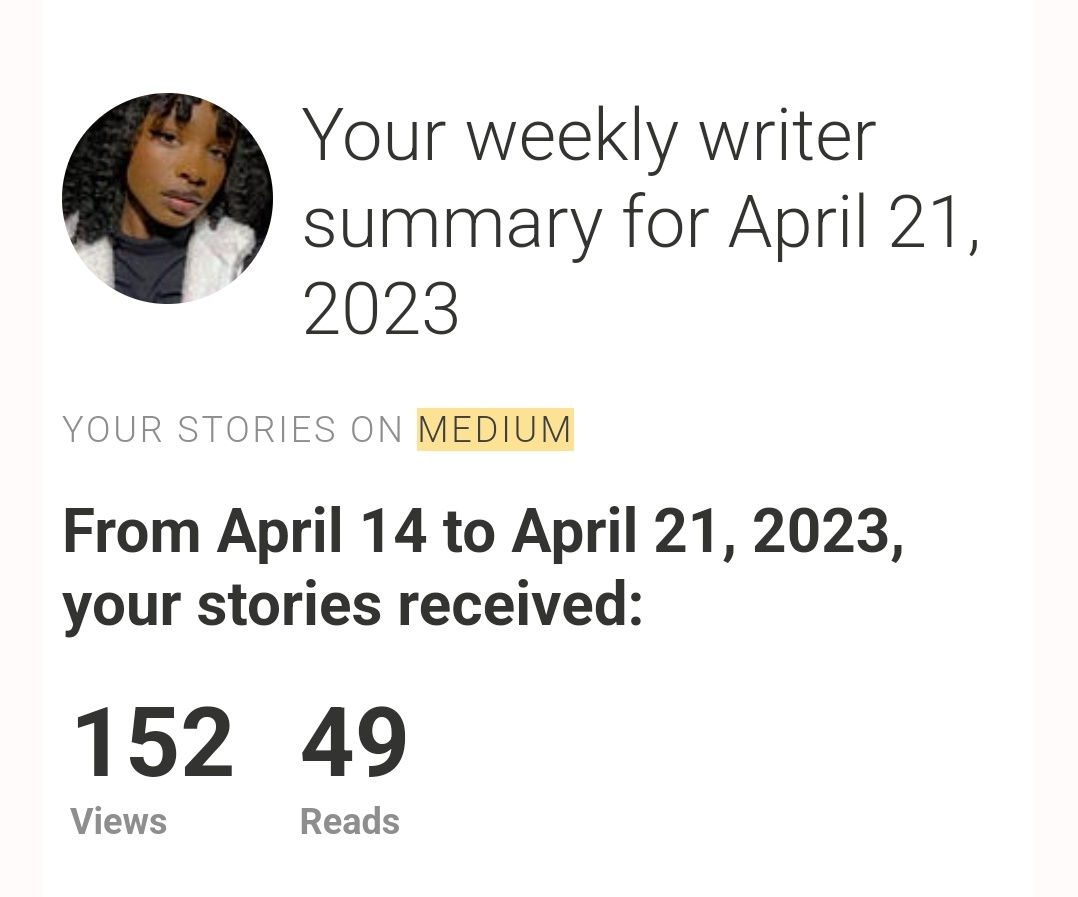 Your weekly writer
summary for April 21,
2023
YOUR STORIES ON MEDIUM
From April 14 to April 21, 2023,
your stories received:
152 49
Views Reads